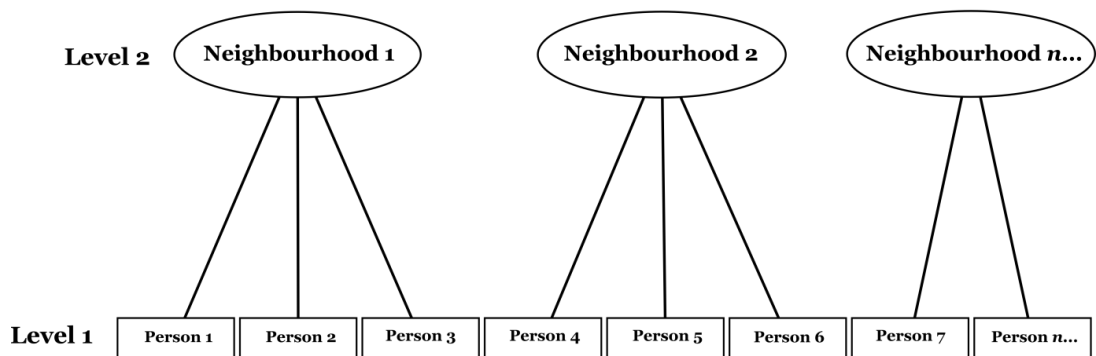 Level 2
Neighbourhood 1
Neighbourhood 2
Neighbourhood n...
Level 1
Person 1
Person 2
Person 3
Person 4
Person 5
Person 6
Person 7
Person n...